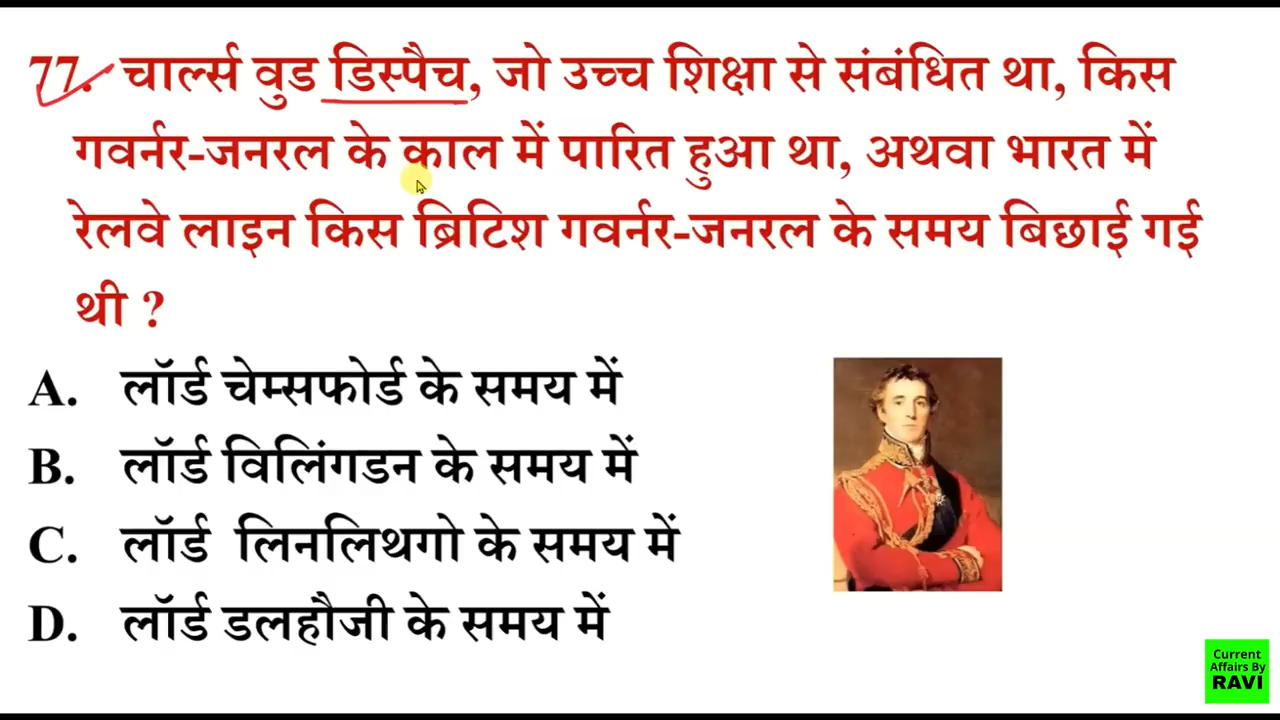 77. चार्ल्स वुड डिस्पैच, जो उच्च शिक्षा से संबंधित था, किस
गवर्नर-जनरल के काल में पारित हुआ था, अथवा भारत में
रेलवे लाइन किस ब्रिटिश गवर्नर-जनरल के समय बिछाई गई
थी ?
A. लॉर्ड चेम्सफोर्ड के समय में
B. लॉर्ड विलिंगडन के समय में
C. लॉर्ड लिनलिथगो के समय में
D. लॉर्ड डलहौजी के समय में
Current
Affairs By
RAVI